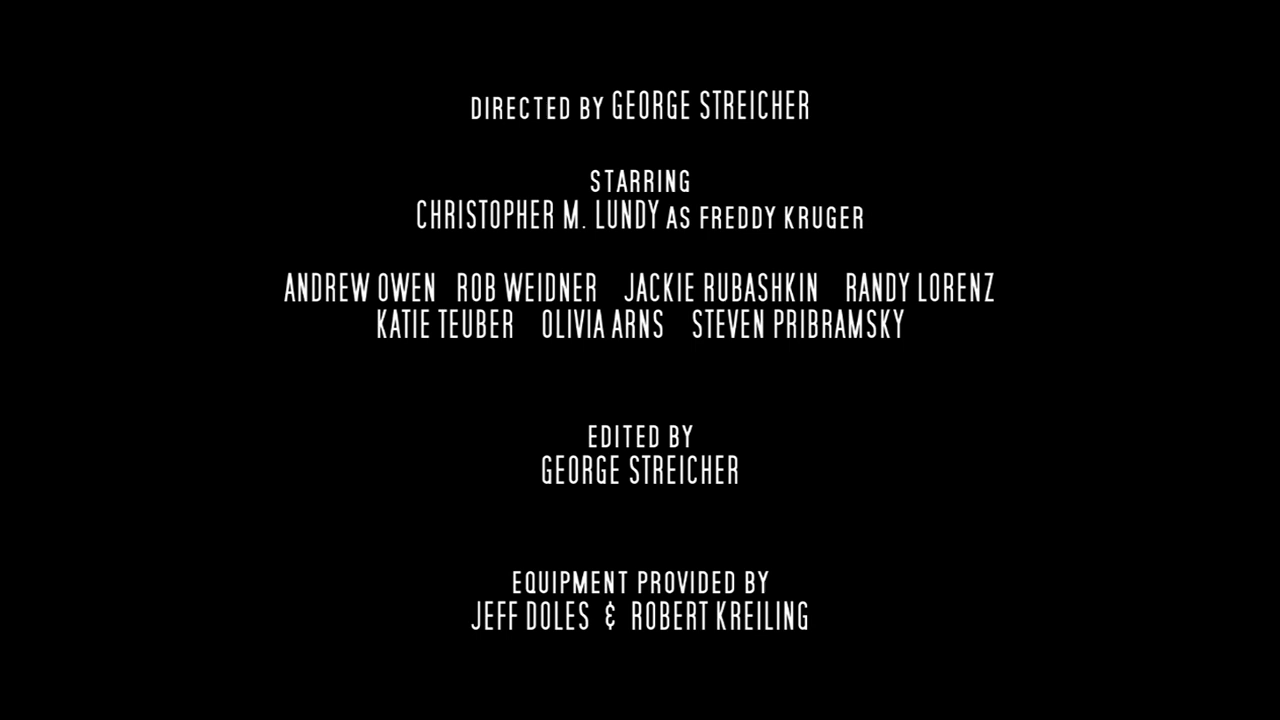 DIRECTED BY GEORGE STREICHER
STARRING
CHRISTOPHER M. LUNDY AS FREDDY KRUGER
ANDREW OWEN ROB WEIDNER JACKIE RUBASHKIN RANDY LORENZ
KATIE TEUBER OLIVIA ARNS STEVEN PRIBRAMSKY
EDITED BY
GEORGE STREICHER
EQUIPMENT PROVIDED BY
JEFF DOLES & ROBERT KREILING